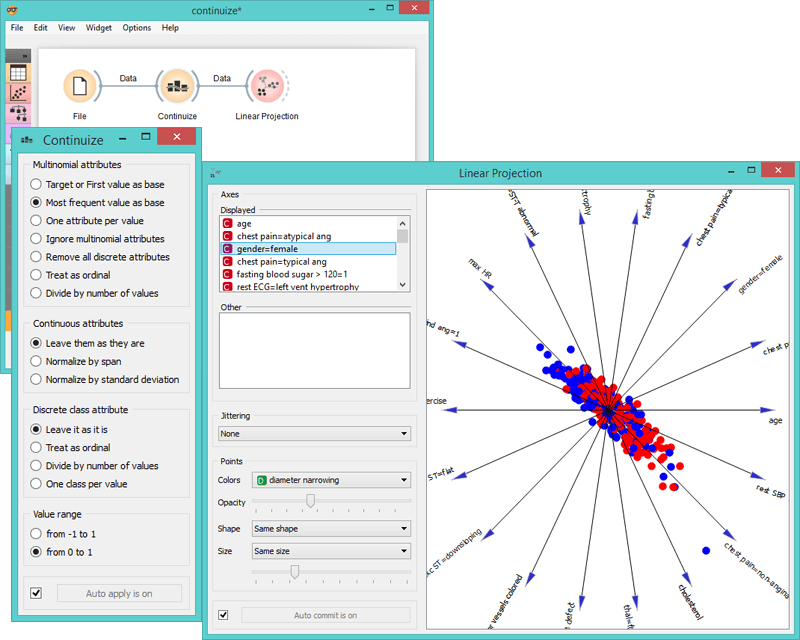 continuize*
File Edit View Widget Options Help
Data Data
File Continuize Linear Projection
Continuize
Multinomial attributes
Target or First value as base
Most frequent value as base
One attribute per value
Ignore multinomial attributes
Remove all discrete attributes
Treat as ordinal
Divide by number of values
Continuous attributes
Leave them as they are
Normalize by span
Normalize by standard deviation
Discrete class attribute
Leave it as it is
Treat as ordinal
Divide by number of values
One class per value
Value range
from -1 to 1
from 0 to 1
Auto apply is on
Linear Projection
Axes
Displayed
C age
C chest pain=atypical ang
C gender=female
C chest pain=typical ang
C fasting blood sugar > 120=1
C rest ECG=left vent hypertrophy
Other
Jittering
None
Points
Colors D diameter narrowing
Opacity
Shape Same shape
Size Same size
Auto commit is on
ST-T abnormal
trophy
fasting b
chest pain=typical
gender=female
chest p
age
rest SBP
chest pain=non-angina
cholesterol
thal=f
defect
r vessels colored
xc ST=downsloping
ST=flat
ercise
nd ang=1
max HR